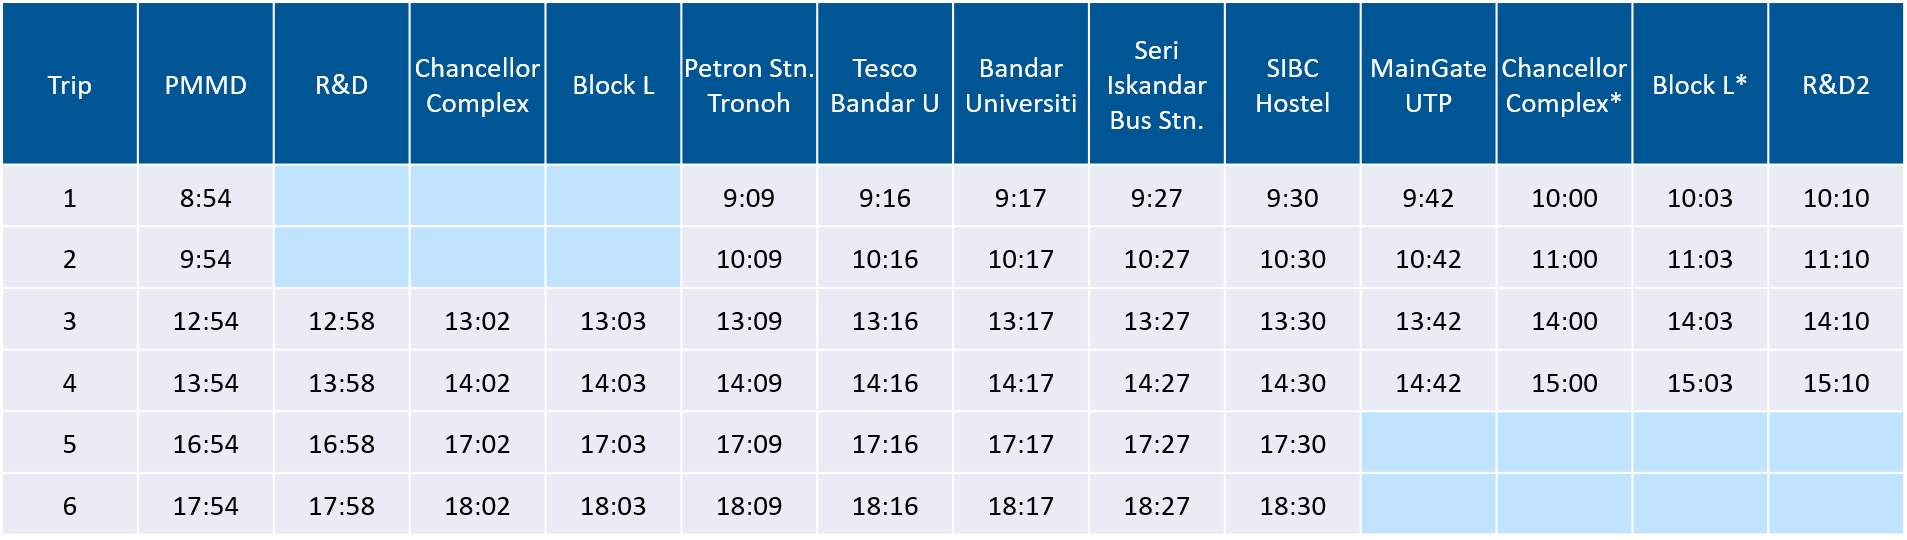 Trip PMMD R&D Chancellor Complex Block L Petron Stn. Tronoh Tesco Bandar U Bandar Universiti Seri Iskandar Bus Stn. SIBC Hostel MainGate UTP Chancellor Complex* Block L* R&D2
1 8:54 9:09 9:16 9:17 9:27 9:30 9:42 10:00 10:03 10:10
2 9:54 10:09 10:16 10:17 10:27 10:30 10:42 11:00 11:03 11:10
3 12:54 12:58 13:02 13:03 13:09 13:16 13:17 13:27 13:30 13:42 14:00 14:03 14:10
4 13:54 13:58 14:02 14:03 14:09 14:16 14:17 14:27 14:30 14:42 15:00 15:03 15:10
5 16:54 16:58 17:02 17:03 17:09 17:16 17:17 17:27 17:30
6 17:54 17:58 18:02 18:03 18:09 18:16 18:17 18:27 18:30